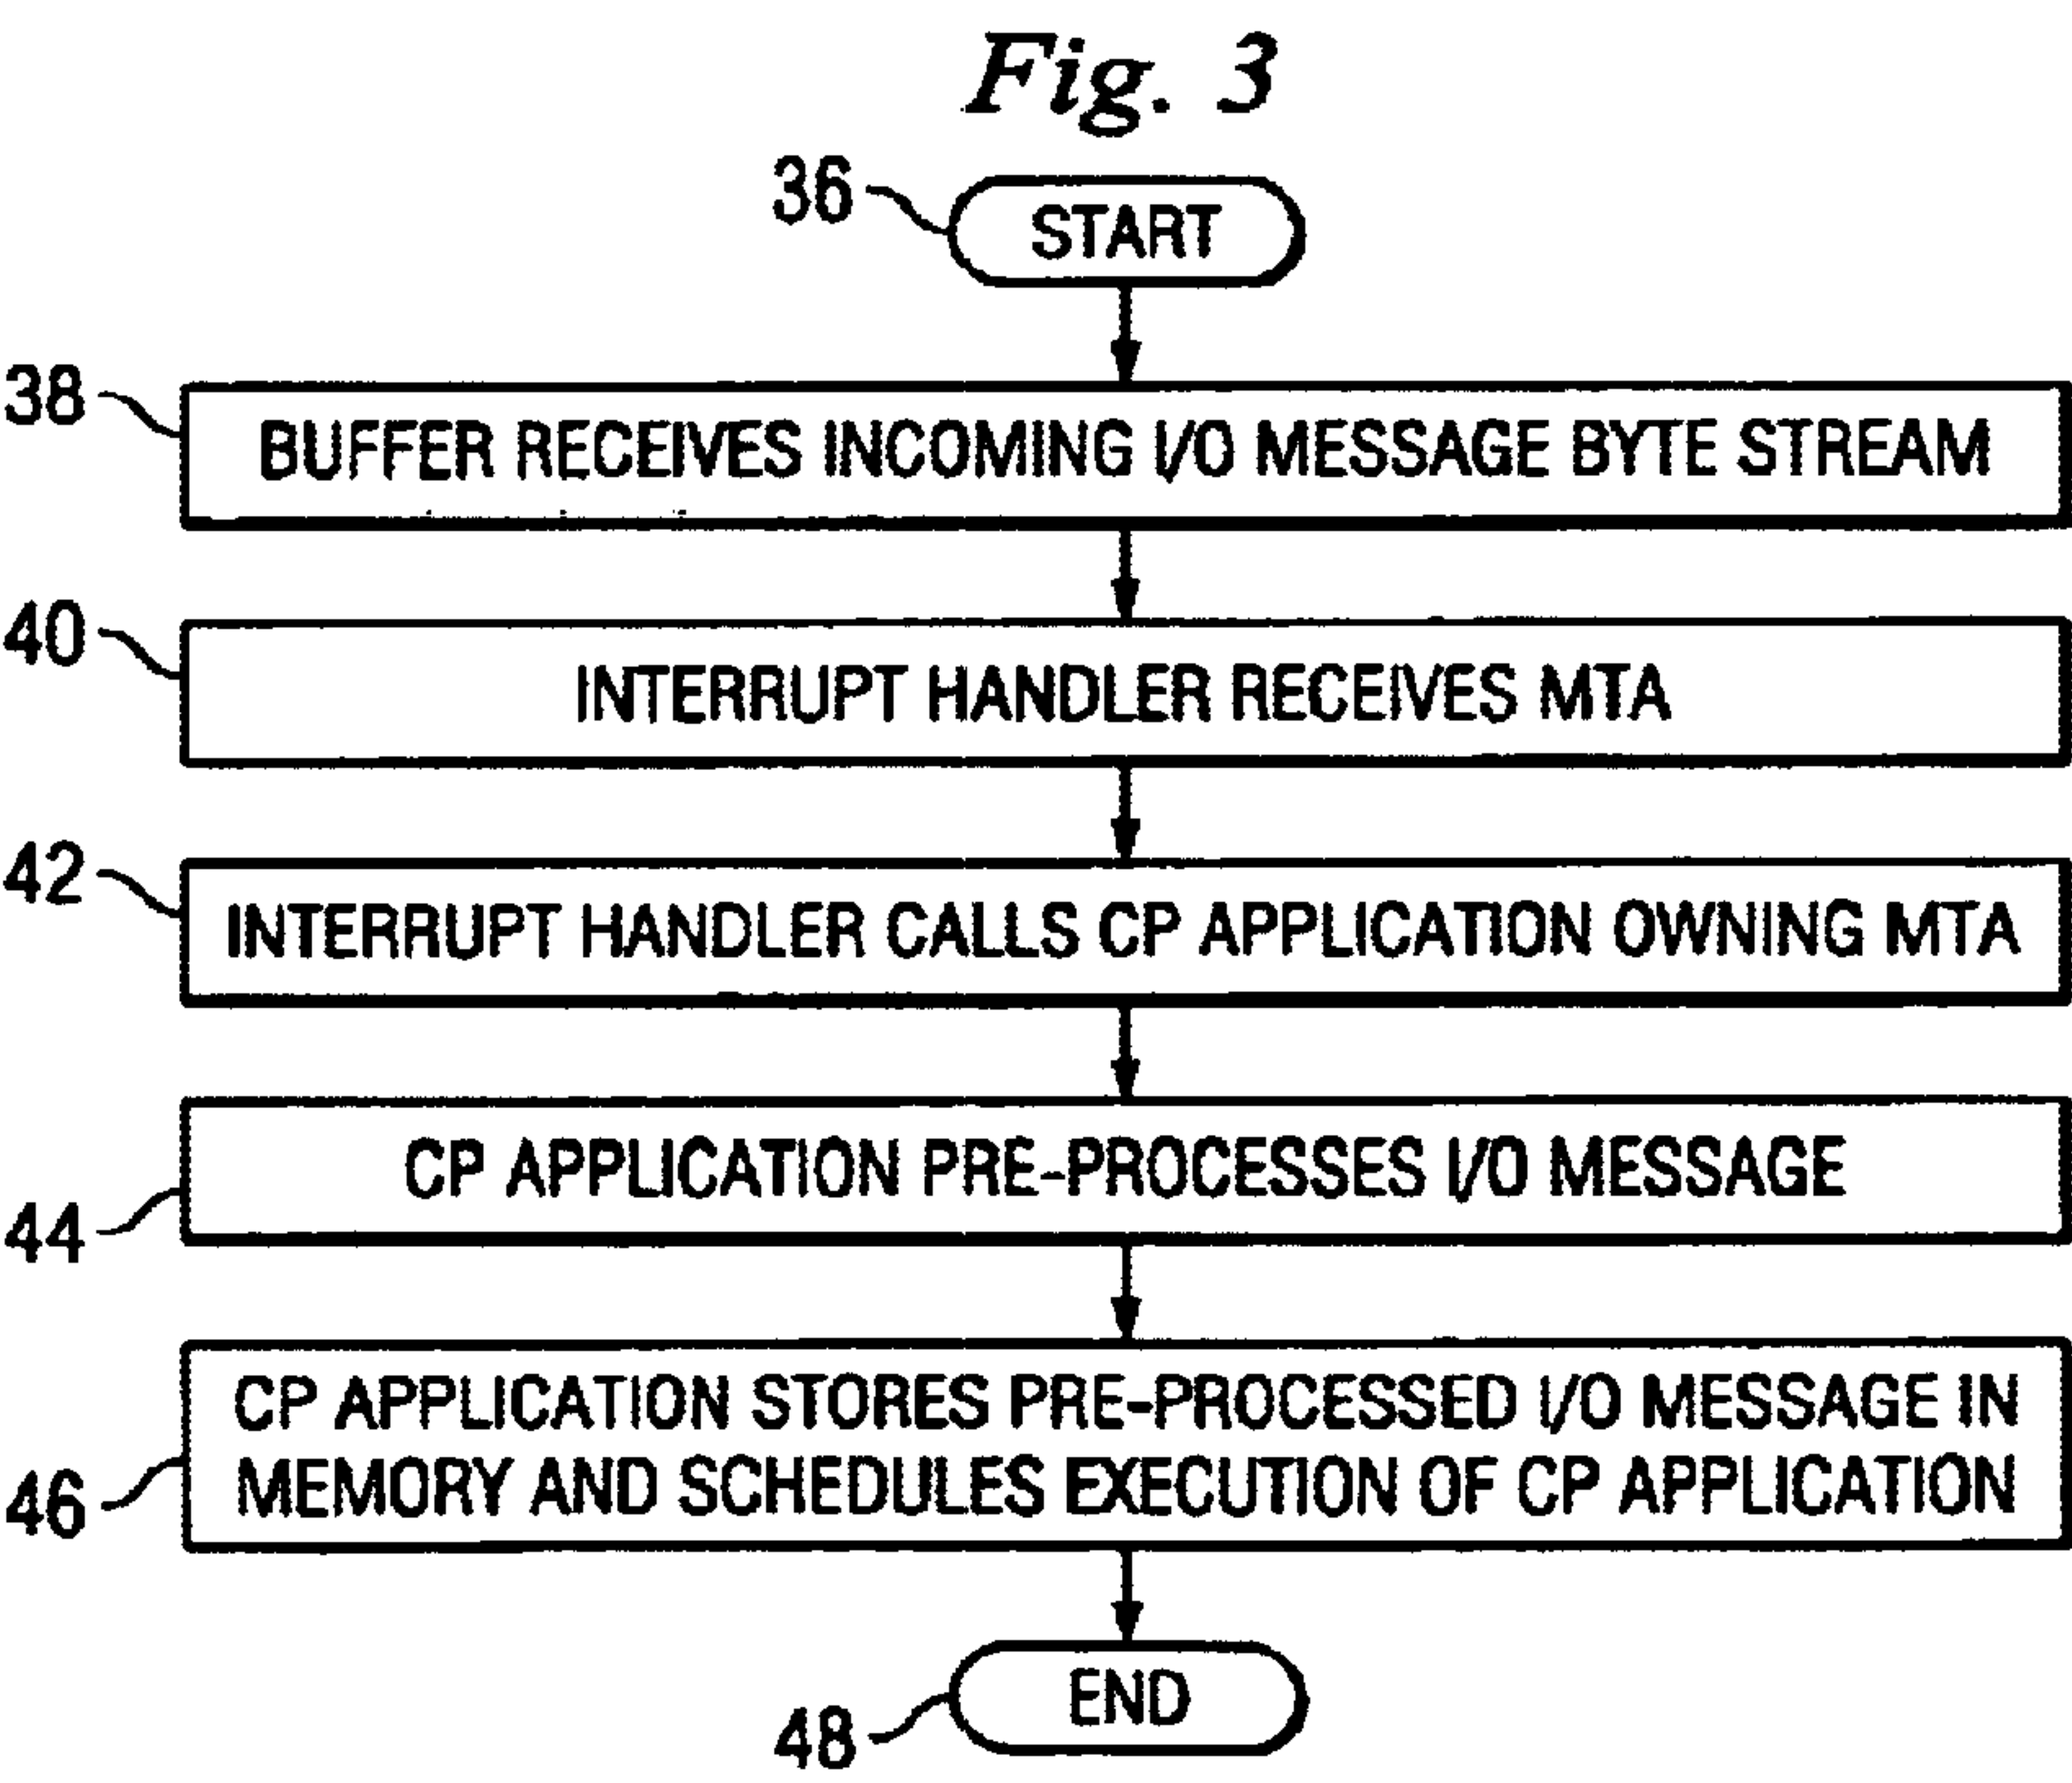 Fig. 3
36
START
38
BUFFER RECEIVES INCOMING I/O MESSAGE BYTE STREAM
40
INTERRUPT HANDLER RECEIVES MTA
42
INTERRUPT HANDLER CALLS CP APPLICATION OWNING MTA
CP APPLICATION PRE-PROCESSES I/O MESSAGE
44
CP APPLICATION STORES PRE-PROCESSED I/O MESSAGE IN
MEMORY AND SCHEDULES EXECUTION OF CP APPLICATION
46
END
48